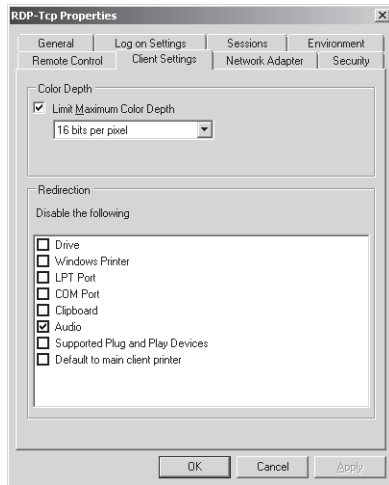 RDP-Tcp Properties
General
Log on Settings
Sessions
Environment
Remote Control
Client Settings
Network Adapter
Security
Color Depth
Limit Maximum Color Depth
16 bits per pixel
Redirection
Disable the following
Drive
Windows Printer
LPT Port
COM Port
Clipboard
Audio
Supported Plug and Play Devices
Default to main client printer
OK
Cancel
Apply